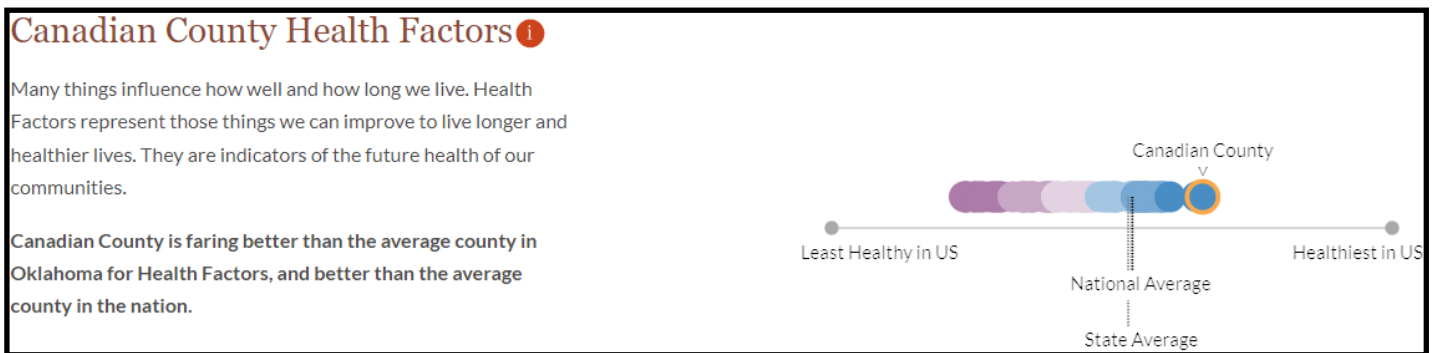 Canadian County Health Factors i
Many things influence how well and how long we live. Health
Factors represent those things we can improve to live longer and
healthier lives. They are indicators of the future health of our
communities.
Canadian County is faring better than the average county in
Oklahoma for Health Factors, and better than the average
county in the nation.
Canadian County
Least Healthy in US
Healthiest in US
National Average
State Average